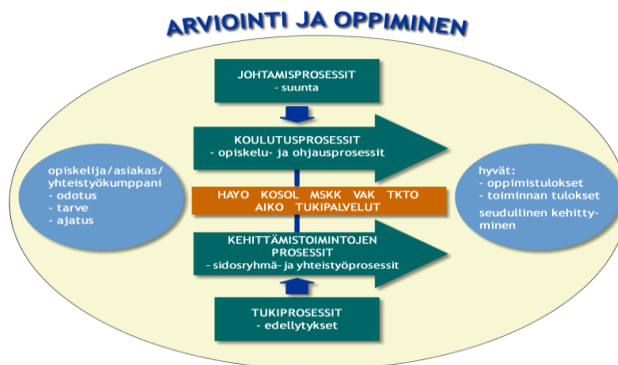 ARVIOINTI JA OPPIMINEN
JOHTAMISPROSESSIT
- suunta
KOULUTUSPROSESSIT
- opiskelu- ja ohjausprosessit
opiskelija/asiakas/
yhteistyökumppani
- odotus
- tarve
- ajatus
HAYO KOSOL MSKK VAK TKTO
AIKO TUKIPALVELUT
hyvät:
- oppimistulokset
- toiminnan tulokset
seudullinen kehitty-
minen
KEHITTÄMISTOIMINTOJEN
PROSESSIT
- sidosryhmä- ja yhteistyöprosessit
TUKIPROSESSIT
- edellytykset